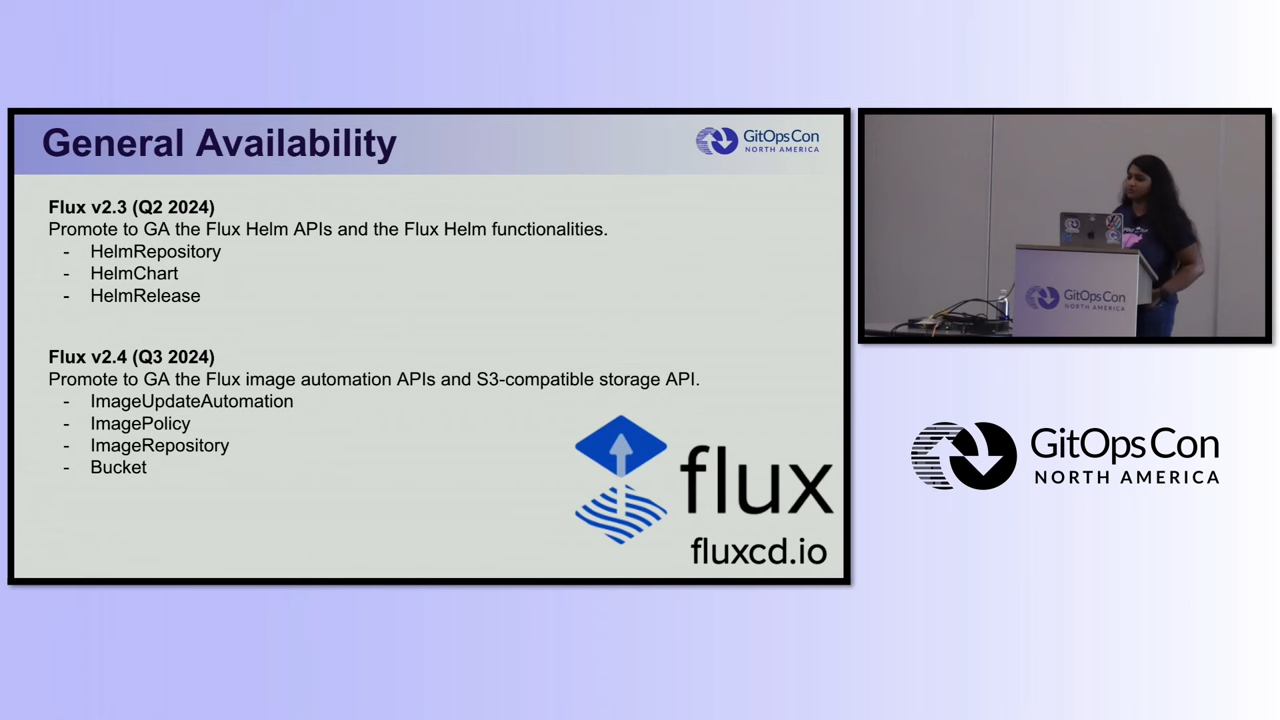 General Availability
GitOpsCon
NORTH AMERICA
Flux v2.3 (Q2 2024)
Promote to GA the Flux Helm APIs and the Flux Helm functionalities.
- HelmRepository
- HelmChart
- HelmRelease
Flux v2.4 (Q3 2024)
Promote to GA the Flux image automation APIs and S3-compatible storage API.
- ImageUpdateAutomation
- ImagePolicy
- ImageRepository
- Bucket
flux
fluxcd.io
GitOpsCon
NORTH AMERICA
GitOpsCon
NORTH AMERICA